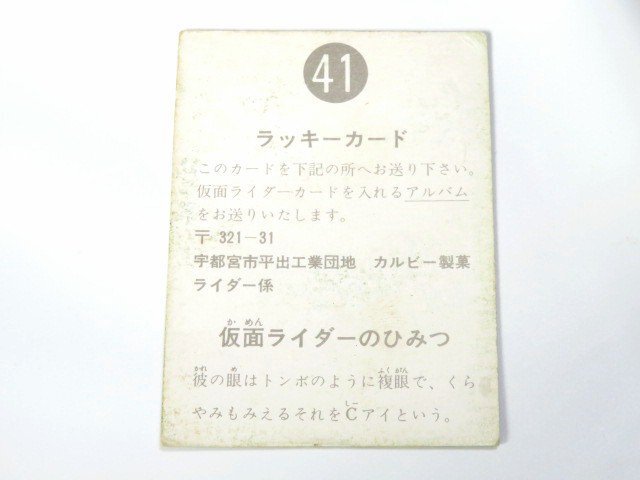 41
ラッキーカード
このカードを下記の所へお送り下さい。
仮面ライダーカードを入れるアルバム
をお送りいたします。
〒 321－31
宇都宮市平出工業団地　カルビー製菓
ライダー係
か めん
仮面ライダーのひみつ
かれ め ふく がん
彼の眼はトンボのように複眼で、くら
シー
やみもみえるそれをCアイという。